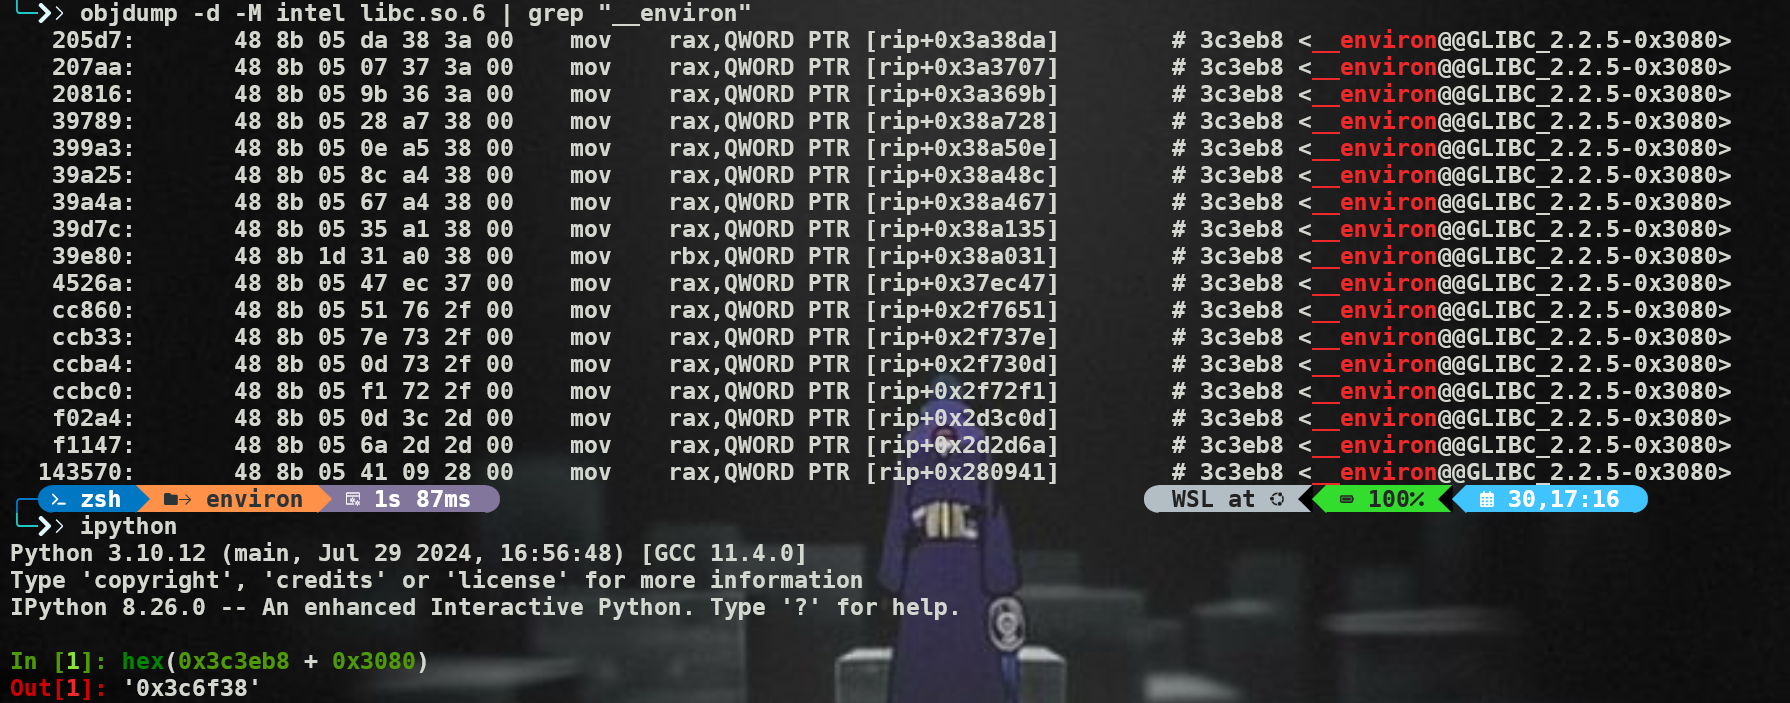 objdump -d -M intel libc.so.6 | grep "__environ"
205d7: 48 8b 05 da 38 3a 00 mov rax,QWORD PTR [rip+0x3a38da] # 3c3eb8 <__environ@@GLIBC_2.2.5-0x3080>
207aa: 48 8b 05 07 37 3a 00 mov rax,QWORD PTR [rip+0x3a3707] # 3c3eb8 <__environ@@GLIBC_2.2.5-0x3080>
20816: 48 8b 05 9b 36 3a 00 mov rax,QWORD PTR [rip+0x3a369b] # 3c3eb8 <__environ@@GLIBC_2.2.5-0x3080>
39789: 48 8b 05 28 a7 38 00 mov rax,QWORD PTR [rip+0x38a728] # 3c3eb8 <__environ@@GLIBC_2.2.5-0x3080>
399a3: 48 8b 05 0e a5 38 00 mov rax,QWORD PTR [rip+0x38a50e] # 3c3eb8 <__environ@@GLIBC_2.2.5-0x3080>
39a25: 48 8b 05 8c a4 38 00 mov rax,QWORD PTR [rip+0x38a48c] # 3c3eb8 <__environ@@GLIBC_2.2.5-0x3080>
39a4a: 48 8b 05 67 a4 38 00 mov rax,QWORD PTR [rip+0x38a467] # 3c3eb8 <__environ@@GLIBC_2.2.5-0x3080>
39d7c: 48 8b 05 35 a1 38 00 mov rax,QWORD PTR [rip+0x38a135] # 3c3eb8 <__environ@@GLIBC_2.2.5-0x3080>
39e80: 48 8b 1d 31 a0 38 00 mov rbx,QWORD PTR [rip+0x38a031] # 3c3eb8 <__environ@@GLIBC_2.2.5-0x3080>
4526a: 48 8b 05 47 ec 37 00 mov rax,QWORD PTR [rip+0x37ec47] # 3c3eb8 <__environ@@GLIBC_2.2.5-0x3080>
cc860: 48 8b 05 51 76 2f 00 mov rax,QWORD PTR [rip+0x2f7651] # 3c3eb8 <__environ@@GLIBC_2.2.5-0x3080>
ccb33: 48 8b 05 7e 73 2f 00 mov rax,QWORD PTR [rip+0x2f737e] # 3c3eb8 <__environ@@GLIBC_2.2.5-0x3080>
ccba4: 48 8b 05 0d 73 2f 00 mov rax,QWORD PTR [rip+0x2f730d] # 3c3eb8 <__environ@@GLIBC_2.2.5-0x3080>
ccbc0: 48 8b 05 f1 72 2f 00 mov rax,QWORD PTR [rip+0x2f72f1] # 3c3eb8 <__environ@@GLIBC_2.2.5-0x3080>
f02a4: 48 8b 05 0d 3c 2d 00 mov rax,QWORD PTR [rip+0x2d3c0d] # 3c3eb8 <__environ@@GLIBC_2.2.5-0x3080>
f1147: 48 8b 05 6a 2d 2d 00 mov rax,QWORD PTR [rip+0x2d2d6a] # 3c3eb8 <__environ@@GLIBC_2.2.5-0x3080>
143570: 48 8b 05 41 09 28 00 mov rax,QWORD PTR [rip+0x280941] # 3c3eb8 <__environ@@GLIBC_2.2.5-0x3080>
zsh environ 1s 87ms WSL at 100% 30,17:16
ipython
Python 3.10.12 (main, Jul 29 2024, 16:56:48) [GCC 11.4.0]
Type 'copyright', 'credits' or 'license' for more information
IPython 8.26.0 -- An enhanced Interactive Python. Type '?' for help.
In [1]: hex(0x3c3eb8 + 0x3080)
Out[1]: '0x3c6f38'